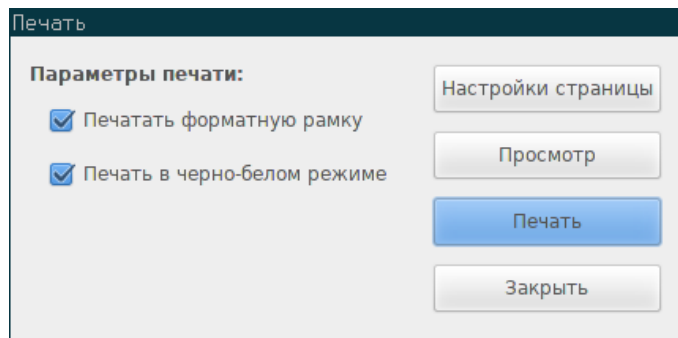 Печать
Параметры печати:
Печатать форматную рамку
Печать в черно-белом режиме
Настройки страницы
Просмотр
Печать
Закрыть